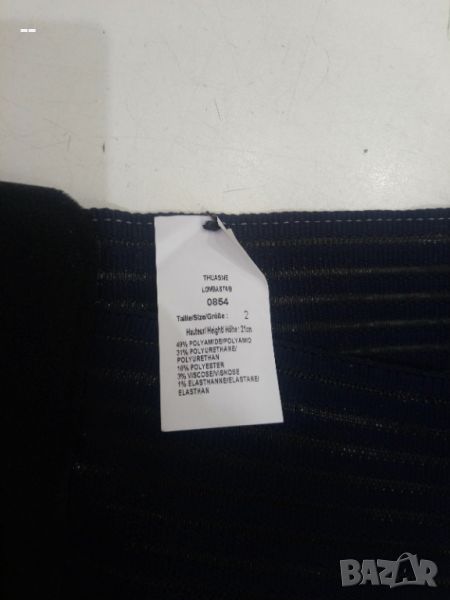 --
THUASNE
LOMBASTAB
0854
Taille/Size/Größe : 2
Hauteur/ Height/ Höhe : 21cm
49% POLYAMIDE/POLYAMID
31% POLYURETHANE/
POLYURETHAN
16% POLYESTER
3% VISCOSE/VISKOSE
1% ELASTHANNE/ELASTANE/
ELASTHAN
BAZAR